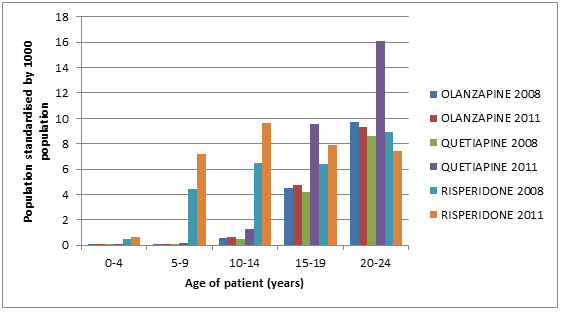 Population standardised by 1000
population
18
16
14
12
10
8
6
4
2
0
0-4
5-9
10-14
15-19
20-24
Age of patient (years)
OLANZAPINE 2008
OLANZAPINE 2011
QUETIAPINE 2008
QUETIAPINE 2011
RISPERIDONE 2008
RISPERIDONE 2011